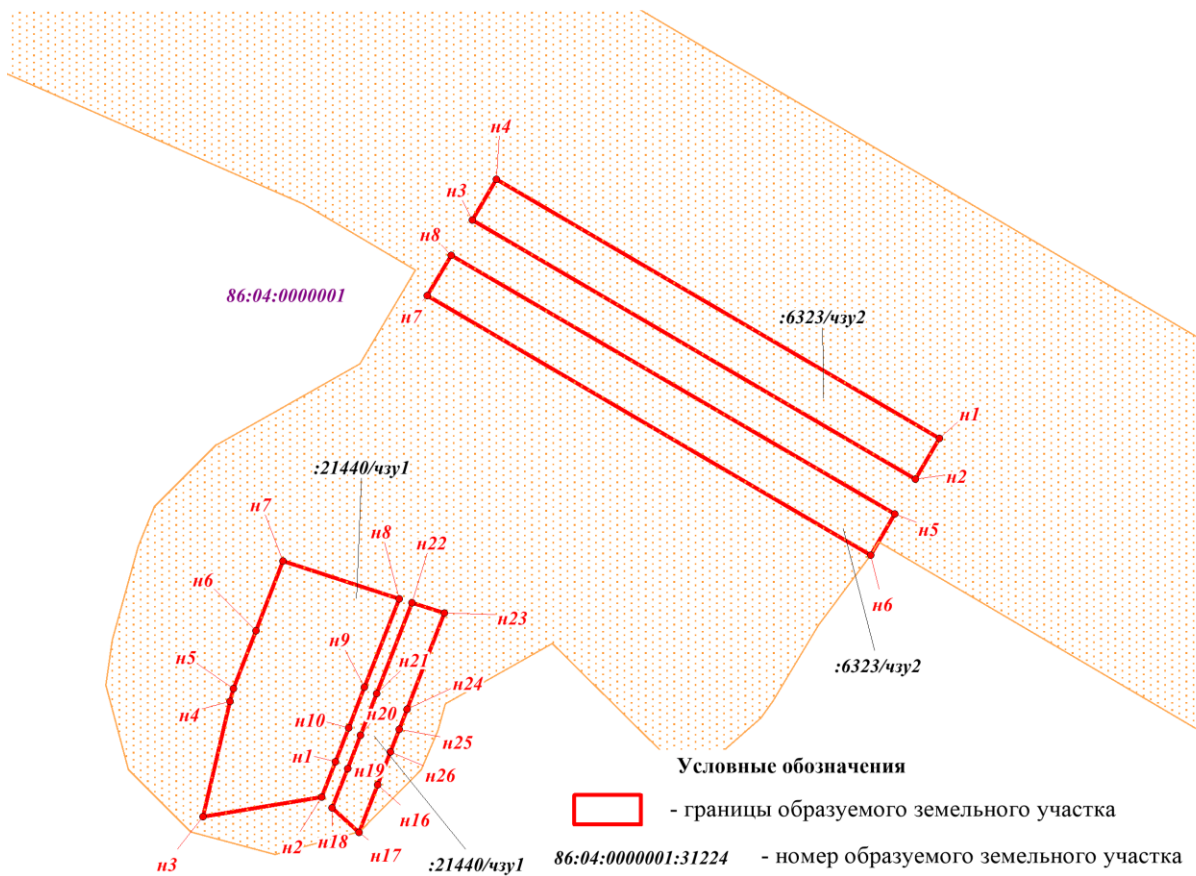 н4
н3
н8
86:04:0000001
н7
:6323/чзу2
н1
н2
:21440/чзу1
н5
н7
н8
н22
н6
н6
н23
:6323/чзу2
н9
н5
н21
н24
н4
н20
н10
н25
н1
н19
н26
Условные обозначения
н16
- границы образуемого земельного участка
н18
н2
н17
н3
:21440/чзу1
86:04:0000001:31224 - номер образуемого земельного участка